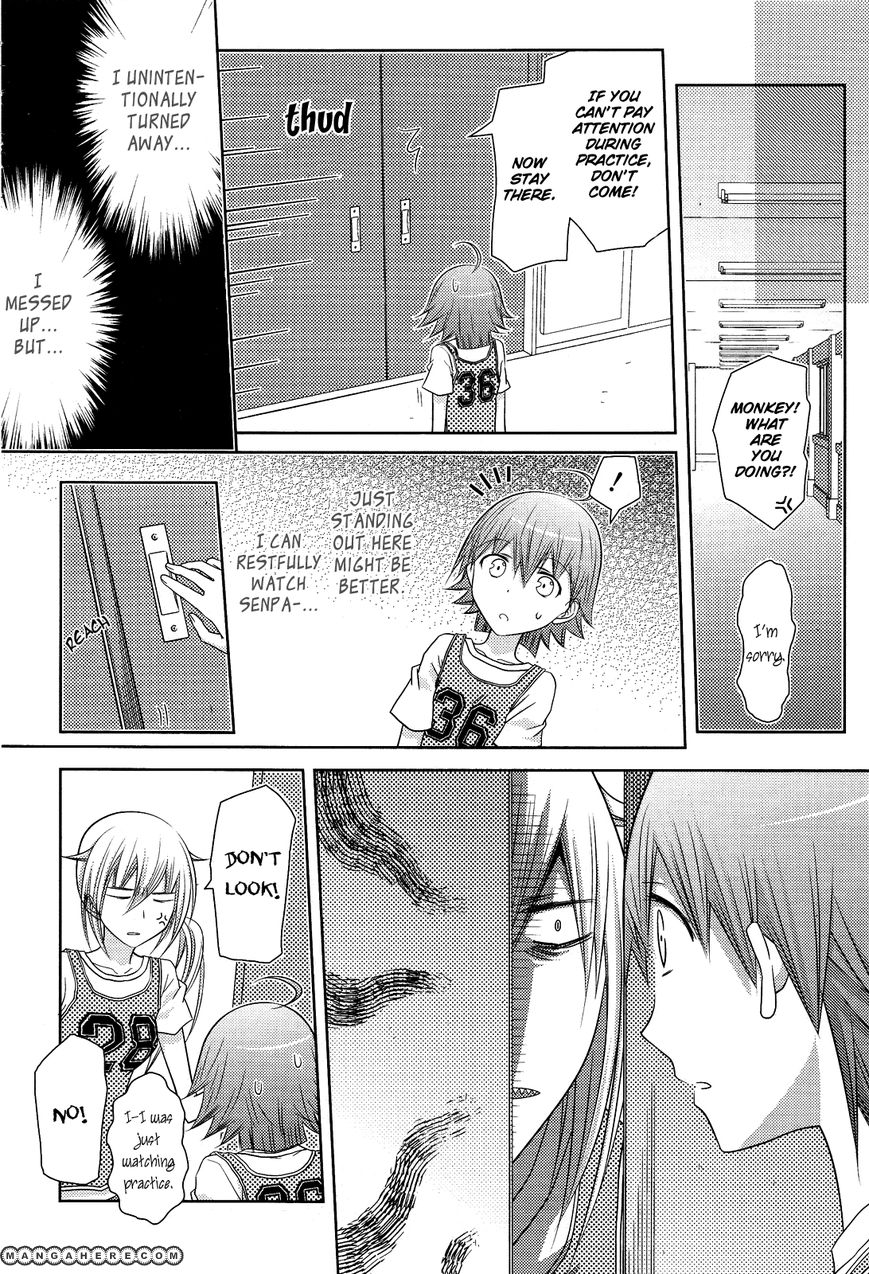 MONKEY!
WHAT
ARE
YOU
DOING?!
I'm
sorry.
IF YOU
CAN'T PAY
ATTENTION
DURING
PRACTICE,
DON'T
COME!
NOW
STAY
THERE.
thud
36
I UNINTEN-
TIONALLY
TURNED
AWAY...
I
MESSED
UP...
BUT...
!
JUST
STANDING
OUT HERE
MIGHT BE
BETTER.
I CAN
RESTFULLY
WATCH
SENPA-...
36
REACH
DON'T
LOOK!
28
NO!
I-I was
just
watching
practice.
36
MANGAHERE.COM